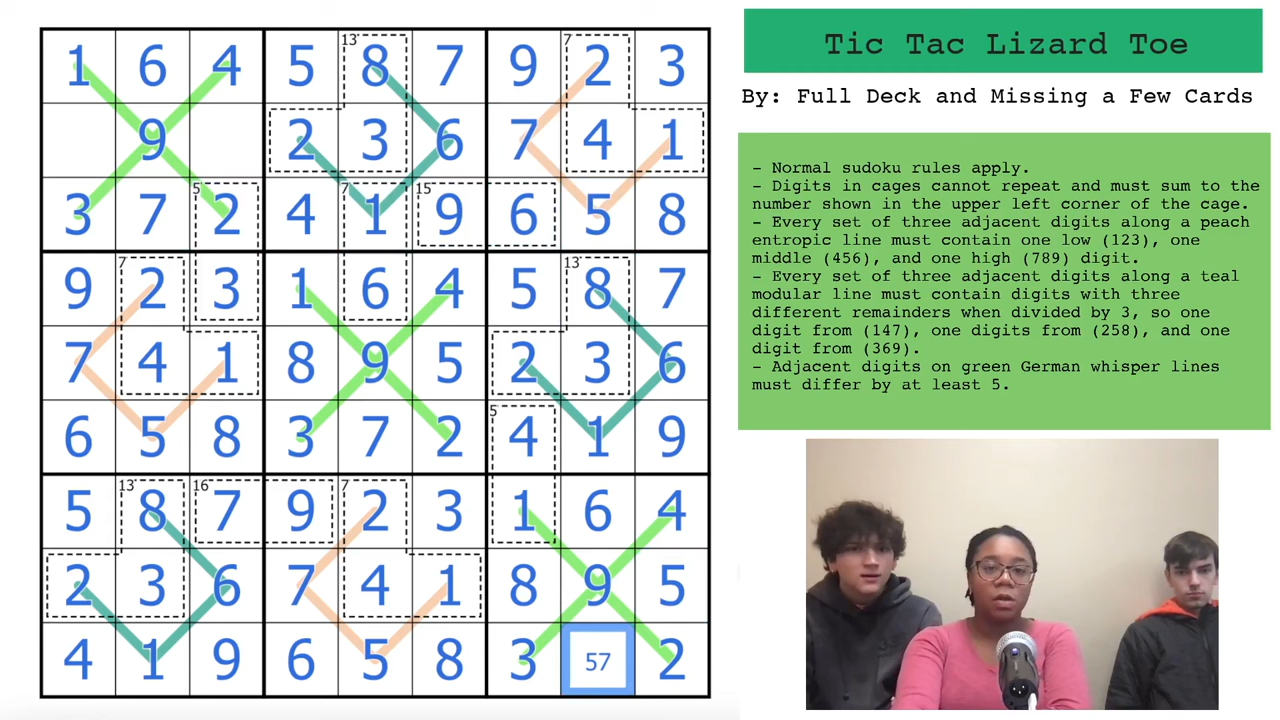 Tic Tac Lizard Toe
By: Full Deck and Missing a Few Cards
- Normal sudoku rules apply.
- Digits in cages cannot repeat and must sum to the
number shown in the upper left corner of the cage.
- Every set of three adjacent digits along a peach
entropic line must contain one low (123), one
middle (456), and one high (789) digit.
- Every set of three adjacent digits along a teal
modular line must contain digits with three
different remainders when divided by 3, so one
digit from (147), one digits from (258), and one
digit from (369).
- Adjacent digits on green German whisper lines
must differ by at least 5.
13 7
1 6 4 5 8 7 9 2 3
9 2 3 6 7 4 1
5 7 15
3 7 2 4 1 9 6 5 8
7 13
9 2 3 1 6 4 5 8 7
7 4 1 8 9 5 2 3 6
5
6 5 8 3 7 2 4 1 9
13 16 7
5 8 7 9 2 3 1 6 4
2 3 6 7 4 1 8 9 5
4 1 9 6 5 8 3 57 2